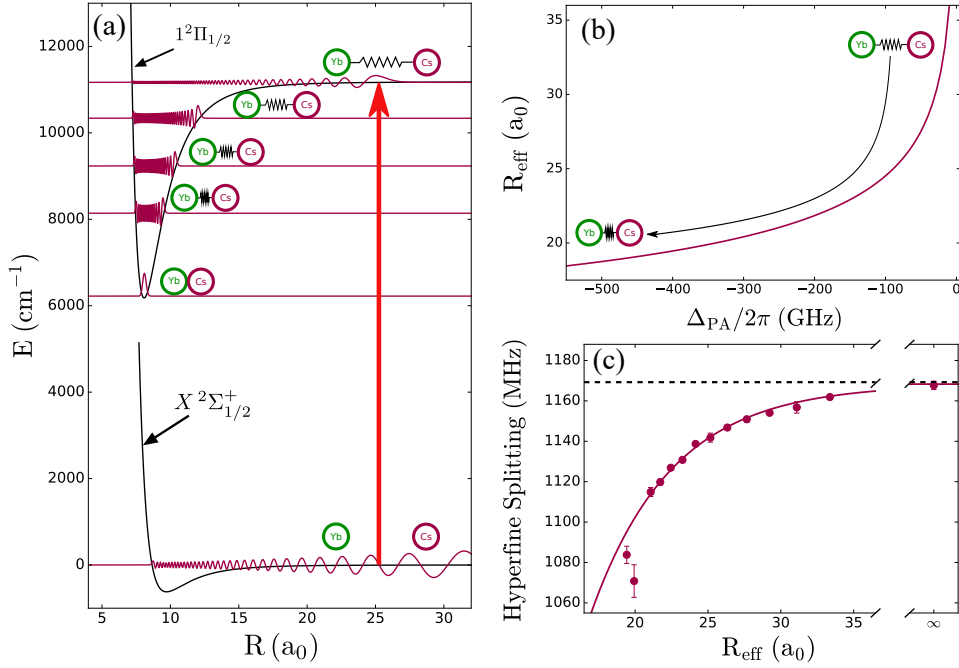 (a)
1²Π₁/₂
Yb Cs
Yb Cs
Yb Cs
Yb Cs
Yb Cs
X ²Σ⁺₁/₂
Yb Cs
12000
10000
8000
6000
4000
2000
0
E (cm⁻¹)
5 10 15 20 25 30
R (a₀)
(b)
Yb Cs
Yb Cs
35
30
25
20
R_eff (a₀)
−500 −400 −300 −200 −100 0
Δ_PA/2π (GHz)
(c)
1180
1160
1140
1120
1100
1080
1060
Hyperfine Splitting (MHz)
20 25 30 35 ∞
R_eff (a₀)